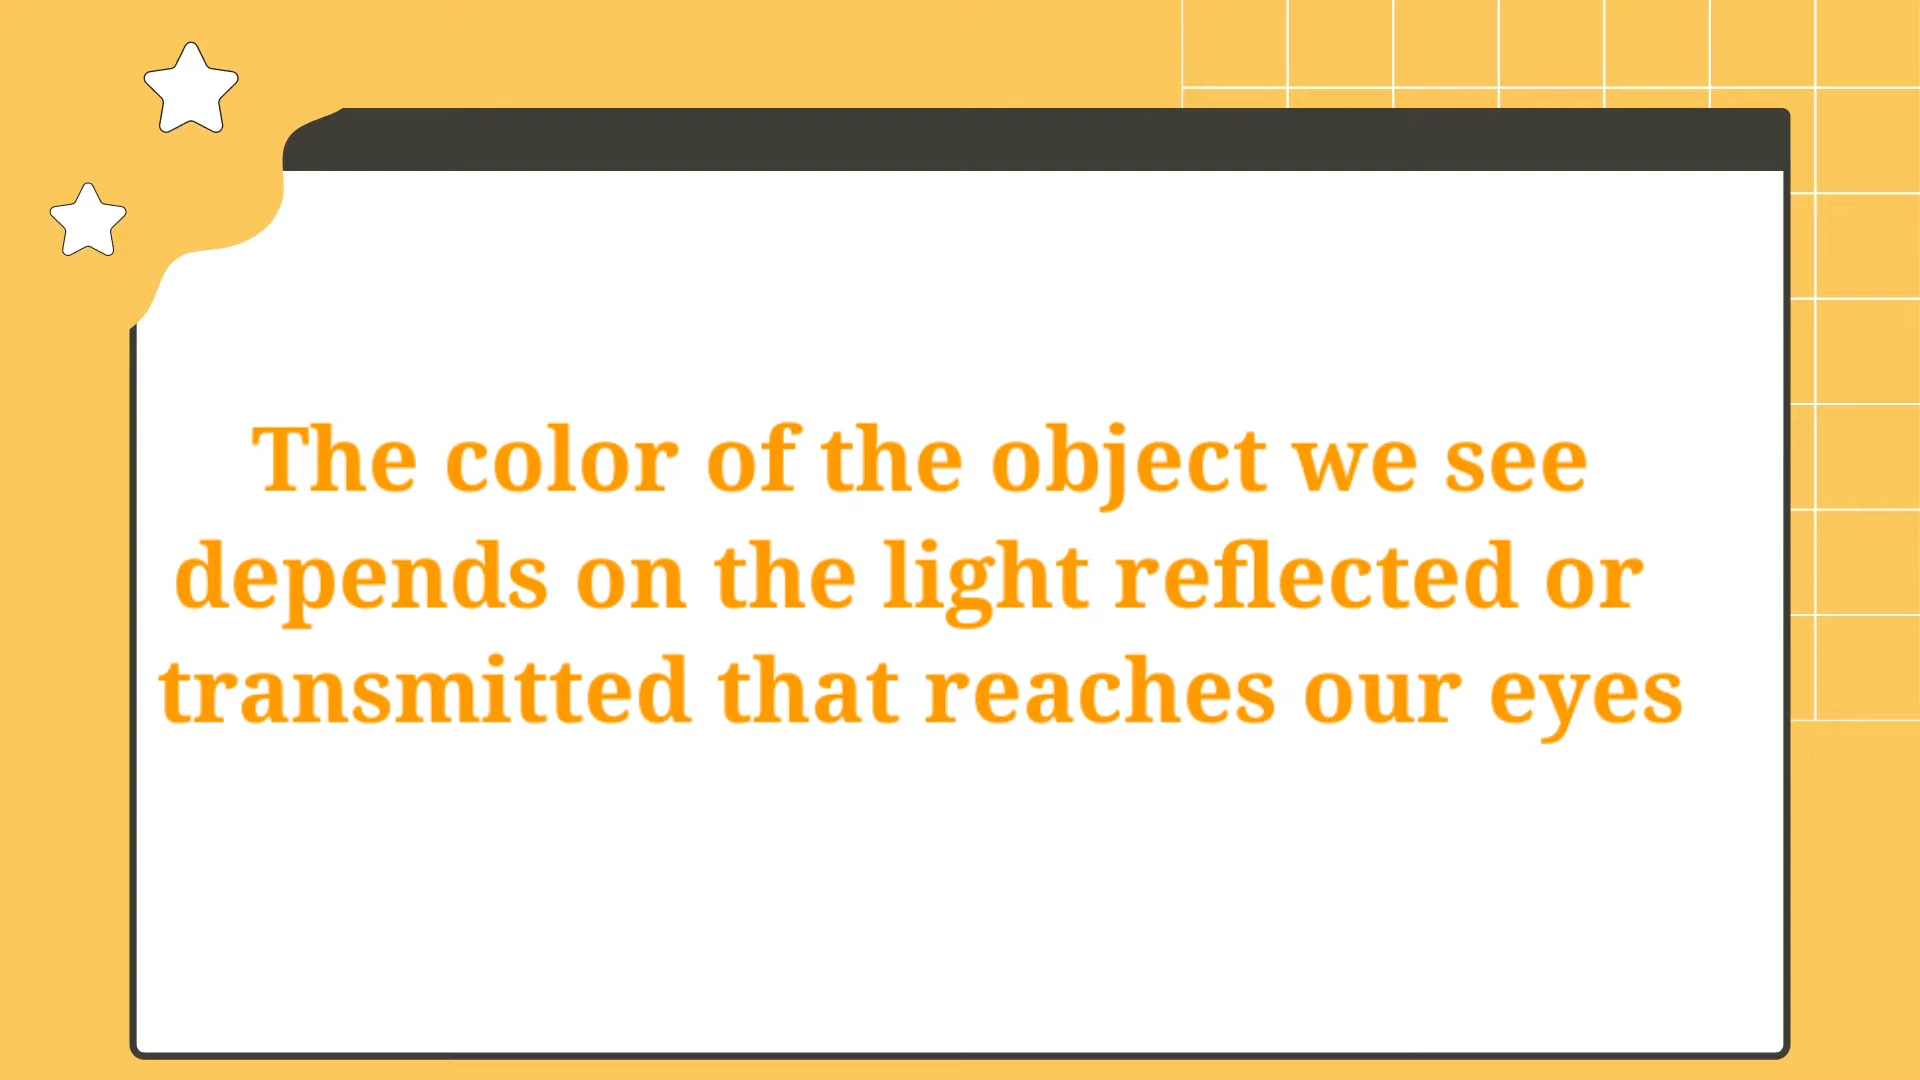 The color of the object we see
depends on the light reflected or
transmitted that reaches our eyes